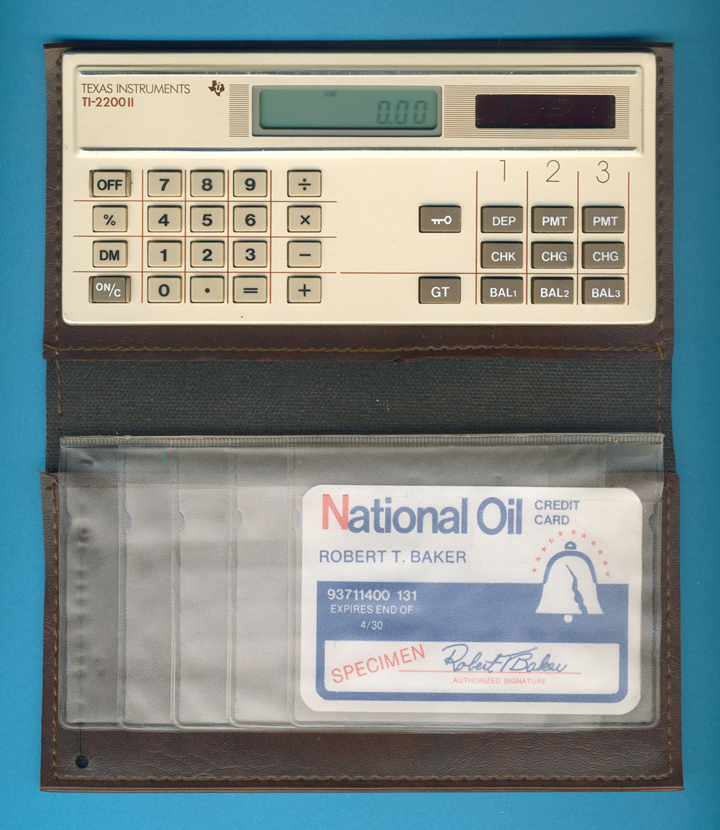 TEXAS INSTRUMENTS
TI-2200 II
0.00
1 2 3
OFF 7 8 9 ÷
% 4 5 6 × DEP PMT PMT
DM 1 2 3 − CHK CHG CHG
ON/C 0 · = + GT BAL1 BAL2 BAL3
National Oil CREDIT
CARD
ROBERT T. BAKER
93711400 131
EXPIRES END OF
4/30
SPECIMEN Robert T Baker
AUTHORIZED SIGNATURE